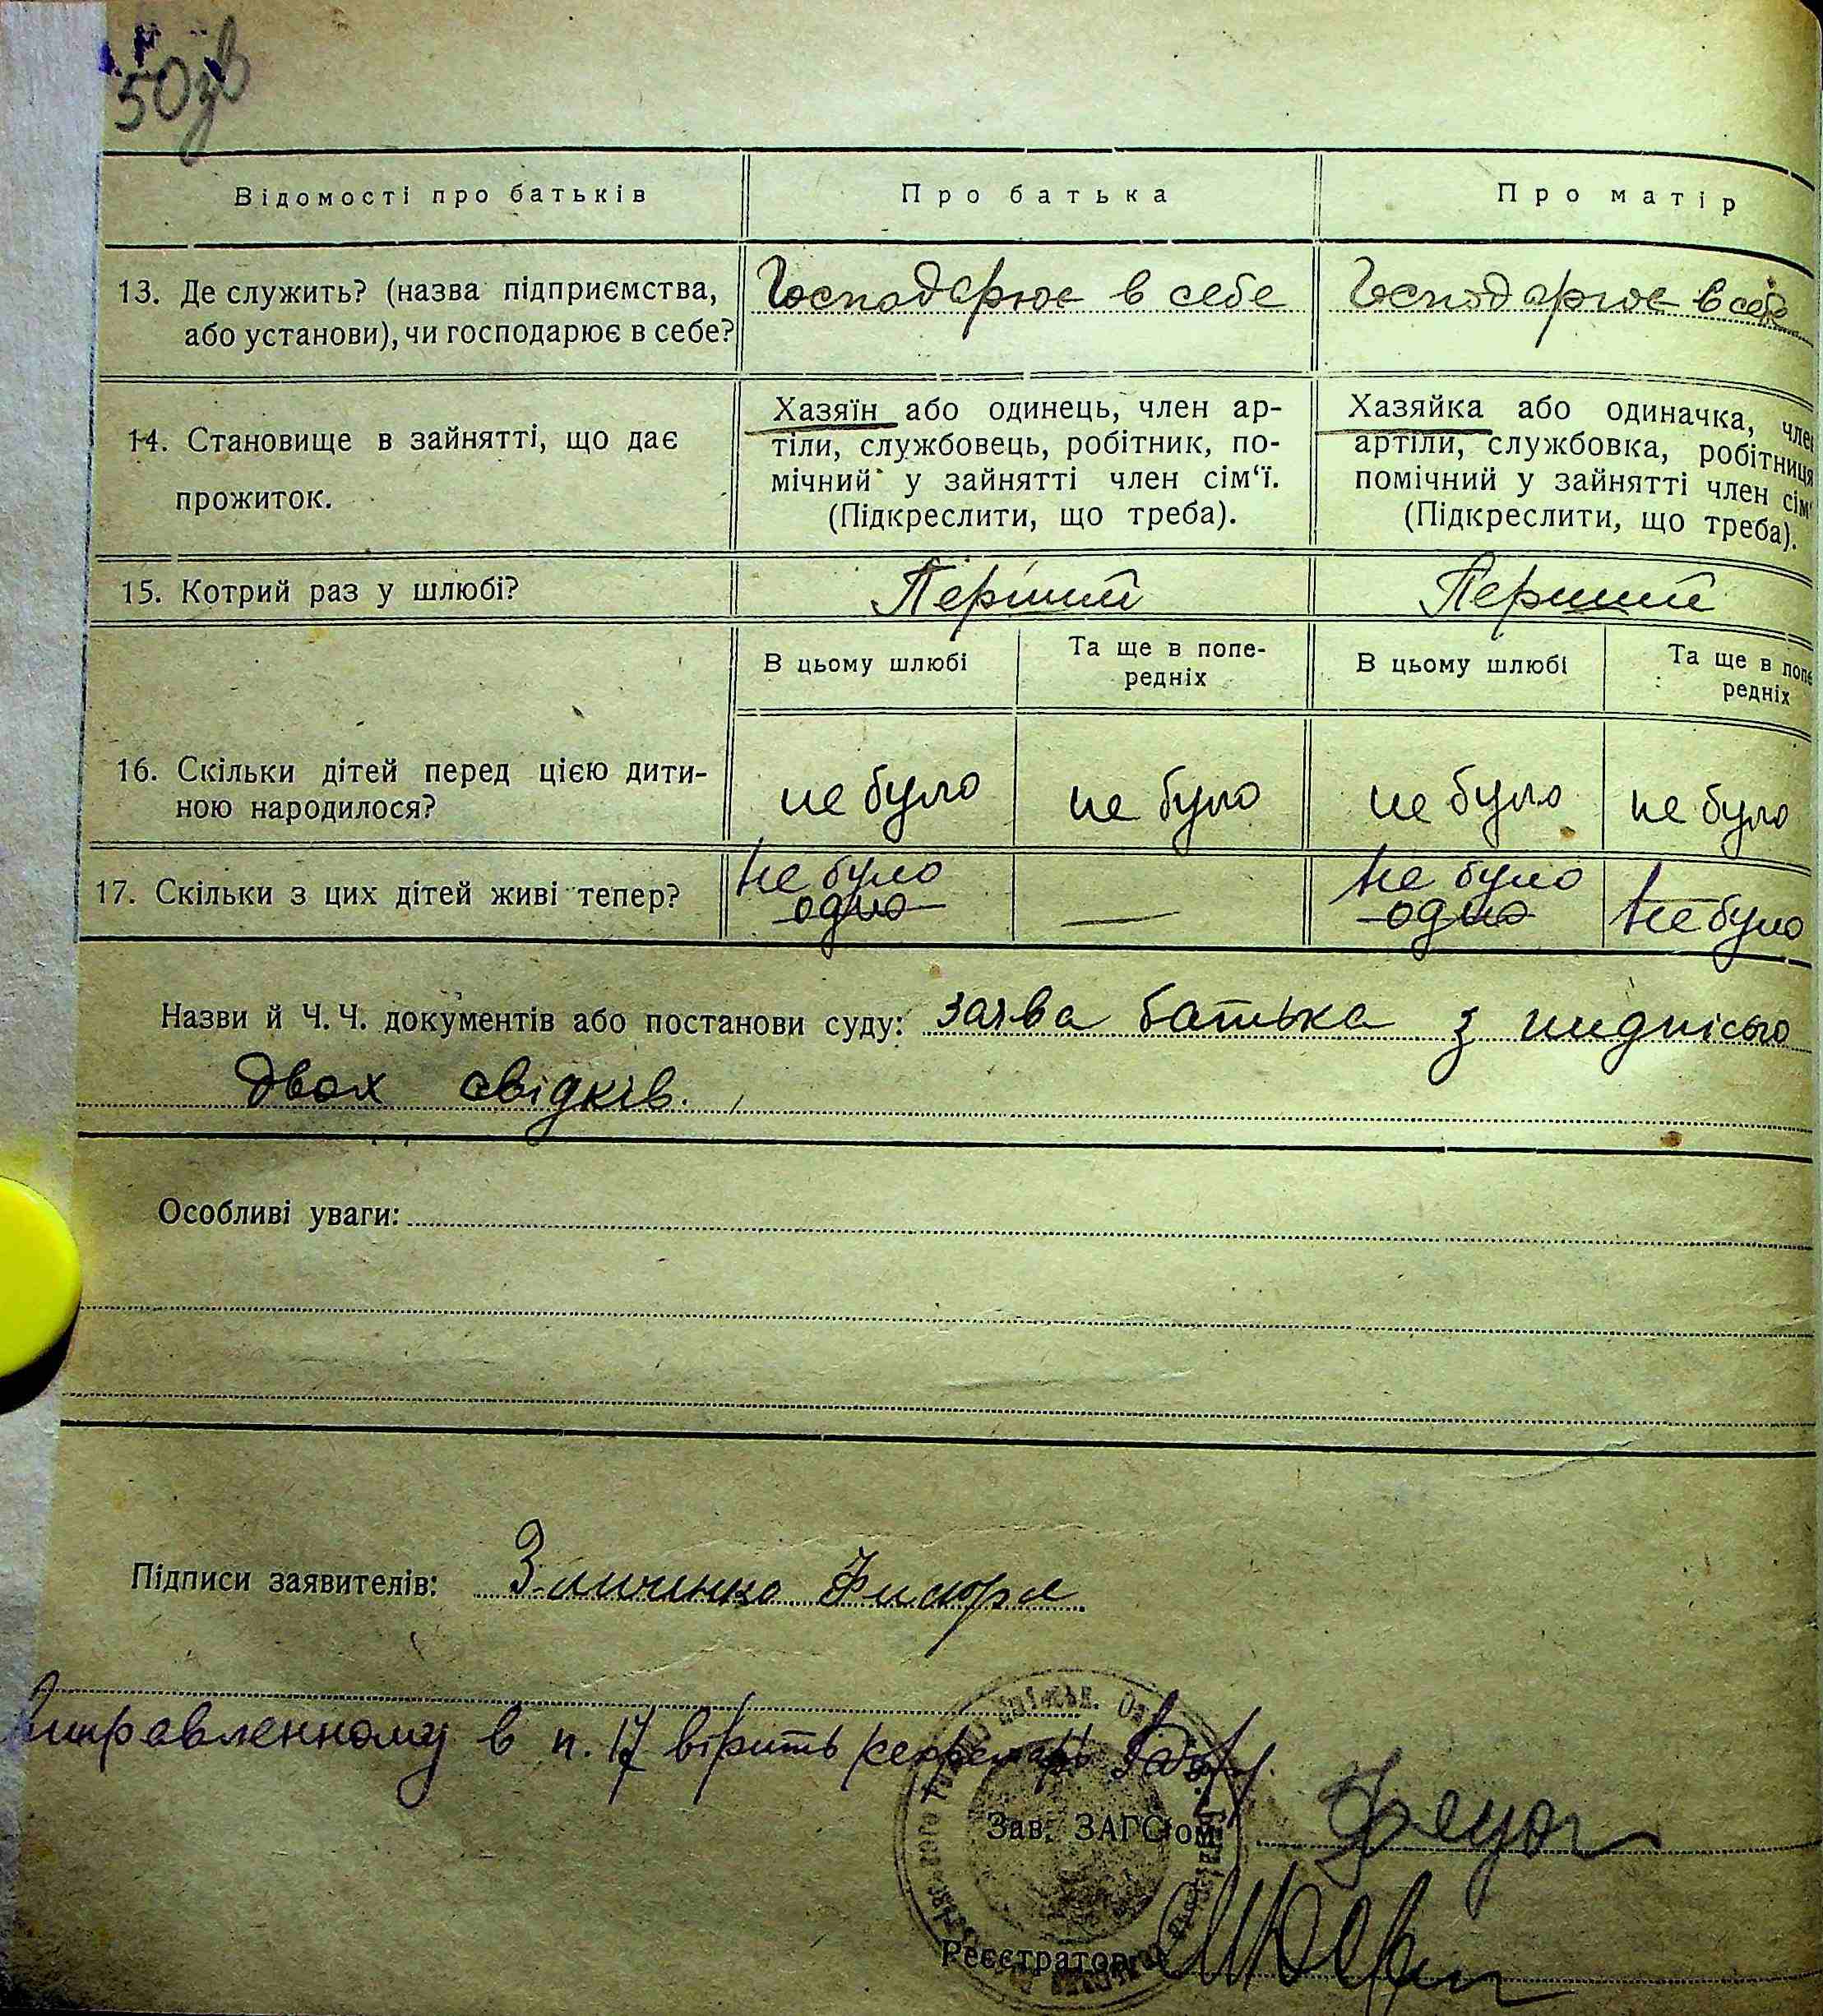 50зв
Відомості про батьків
Про батька
Про матір
13. Де служить? (назва підприємства,
або установи), чи господарює в себе?
Господарює в себе
Господарює в себе
14. Становище в зайнятті, що дає
прожиток.
Хазяїн або одинець, член ар-
тіли, службовець, робітник, по-
мічний у зайнятті член сім‘ї.
(Підкреслити, що треба).
Хазяйка або одиначка, член
артіли, службовка, робітниця
помічний у зайнятті член сім‘
(Підкреслити, що треба).
15. Котрий раз у шлюбі?
Перший
Перший
В цьому шлюбі
Та ще в попе-
редніх
В цьому шлюбі
Та ще в попе
редніх
16. Скільки дітей перед цією дити-
ною народилося?
не було
не було
не було
не було
17. Скільки з цих дітей живі тепер?
не було
одно
—
не було
одно
не було
Назви й Ч. Ч. документів або постанови суду: заява батька з пидписью
двох свідків.
Особливі уваги:
Підписи заявителів:
в п. 17 вірить секретарь
Зав. ЗАГС‘ом
Реєстратор